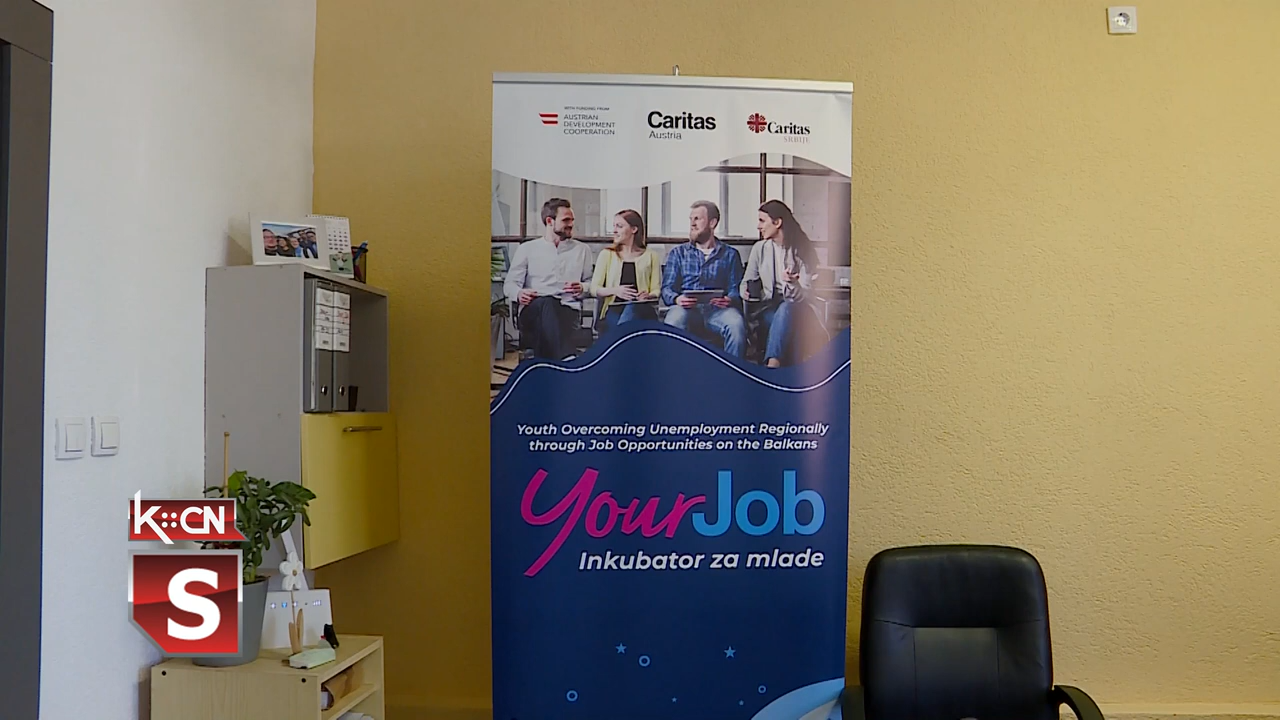 WITH FUNDING FROM
AUSTRIAN
DEVELOPMENT
COOPERATION
Caritas
Austria
Caritas
SRBIJE
Youth Overcoming Unemployment Regionally
through Job Opportunities on the Balkans
YourJob
Inkubator za mlade
K::CN
S